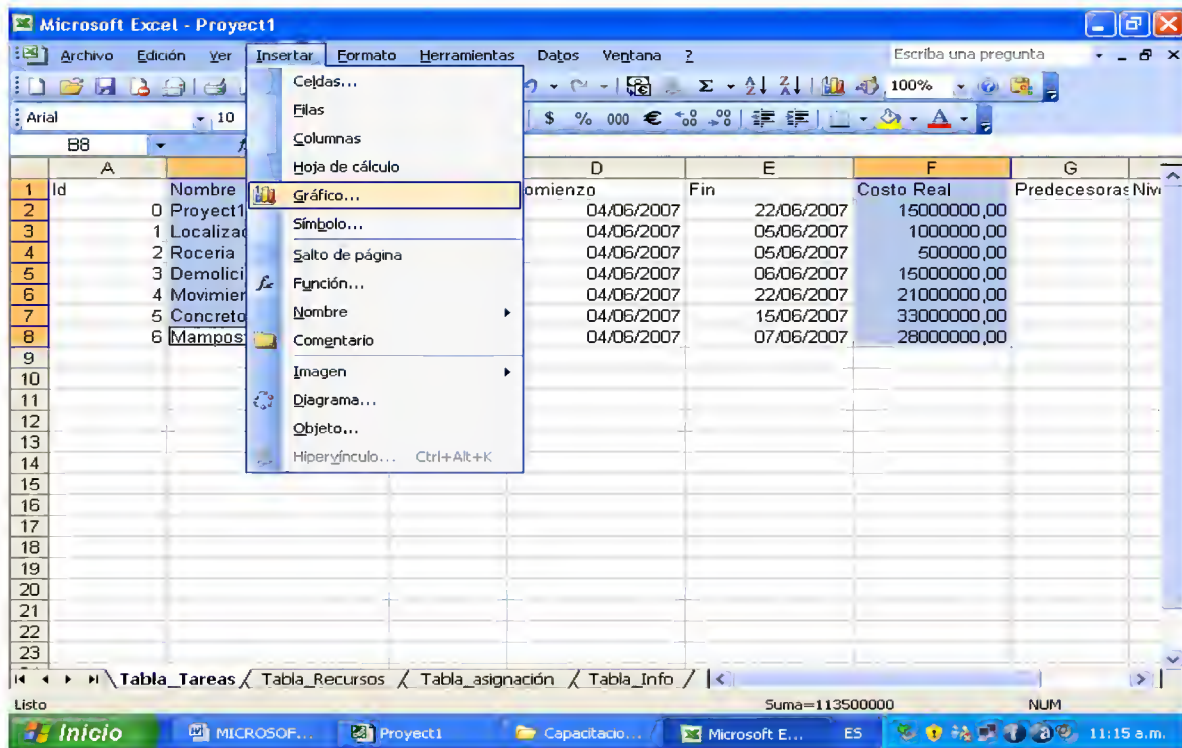 Microsoft Excel - Proyect1
Archivo Edición Ver Insertar Formato Herramientas Datos Ventana ? Escriba una pregunta
100%
Arial 10 $ % 000 €
B8
A D E F G
Celdas...
Filas
Columnas
Hoja de cálculo
Gráfico...
Símbolo...
Salto de página
Función...
Nombre
Comentario
Imagen
Diagrama...
Objeto...
Hipervínculo... Ctrl+Alt+K
1 Id Nombre omienzo Fin Costo Real Predecesoras Niv
2 0 Proyect1 04/06/2007 22/06/2007 15000000,00
3 1 Localizac 04/06/2007 05/06/2007 1000000,00
4 2 Roceria 04/06/2007 05/06/2007 500000,00
5 3 Demolici 04/06/2007 06/06/2007 15000000,00
6 4 Movimier 04/06/2007 22/06/2007 21000000,00
7 5 Concreto 04/06/2007 15/06/2007 33000000,00
8 6 Mampos 04/06/2007 07/06/2007 28000000,00
9
10
11
12
13
14
15
16
17
18
19
20
21
22
23
Tabla_Tareas Tabla_Recursos Tabla_asignación Tabla_Info
Listo Suma=113500000 NUM
Inicio MICROSOF... Proyect1 Capacitacio... Microsoft E... ES 11:15 a.m.